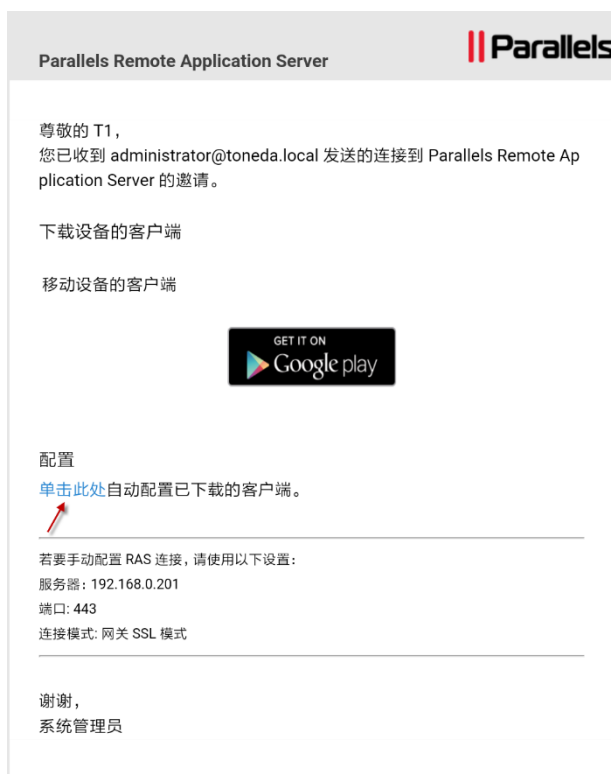 Parallels Remote Application Server
Parallels
尊敬的 T1，
您已收到 administrator@toneda.local 发送的连接到 Parallels Remote Ap
plication Server 的邀请。
下载设备的客户端
移动设备的客户端
GET IT ON
Google play
配置
单击此处自动配置已下载的客户端。
若要手动配置 RAS 连接，请使用以下设置：
服务器：192.168.0.201
端口: 443
连接模式: 网关 SSL 模式
谢谢，
系统管理员